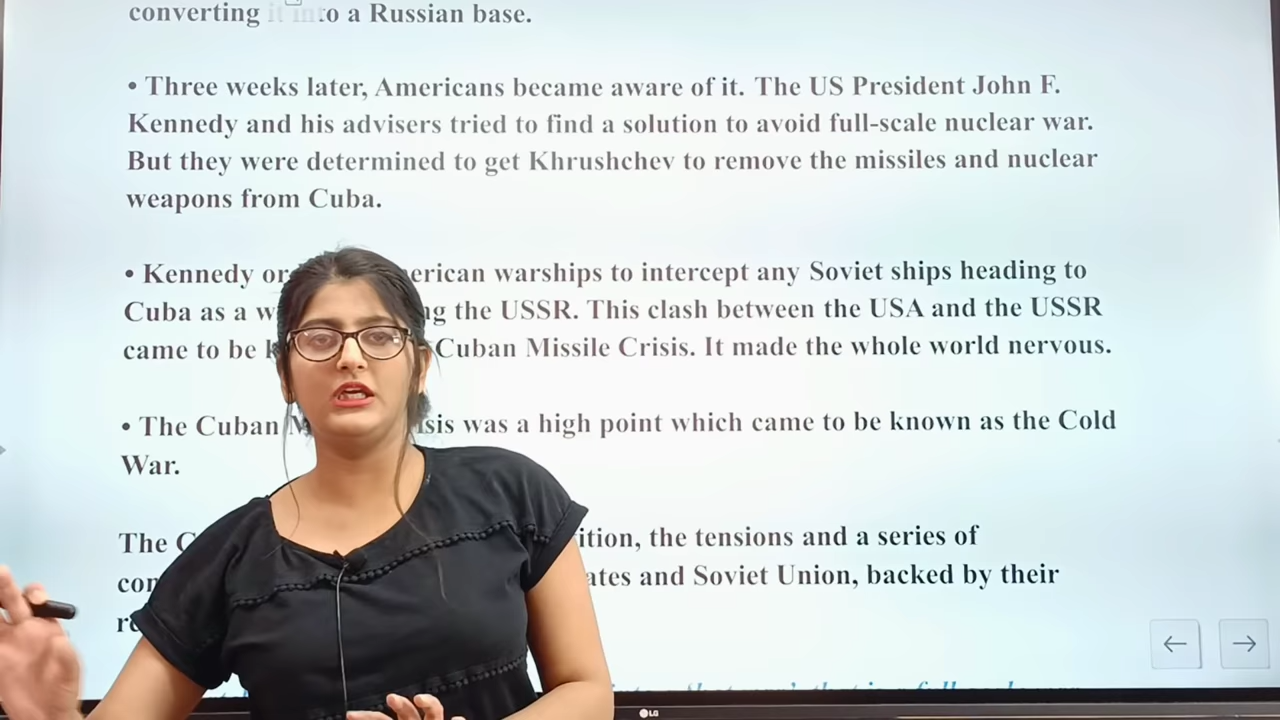 converting it into a Russian base.
• Three weeks later, Americans became aware of it. The US President John F.
Kennedy and his advisers tried to find a solution to avoid full-scale nuclear war.
But they were determined to get Khrushchev to remove the missiles and nuclear
weapons from Cuba.
• Kennedy erican warships to intercept any Soviet ships heading to
Cuba as a the USSR. This clash between the USA and the USSR
came to be Cuban Missile Crisis. It made the whole world nervous.
• The Cuban was a high point which came to be known as the Cold
War.
The ition, the tensions and a series of
ates and Soviet Union, backed by their
LG